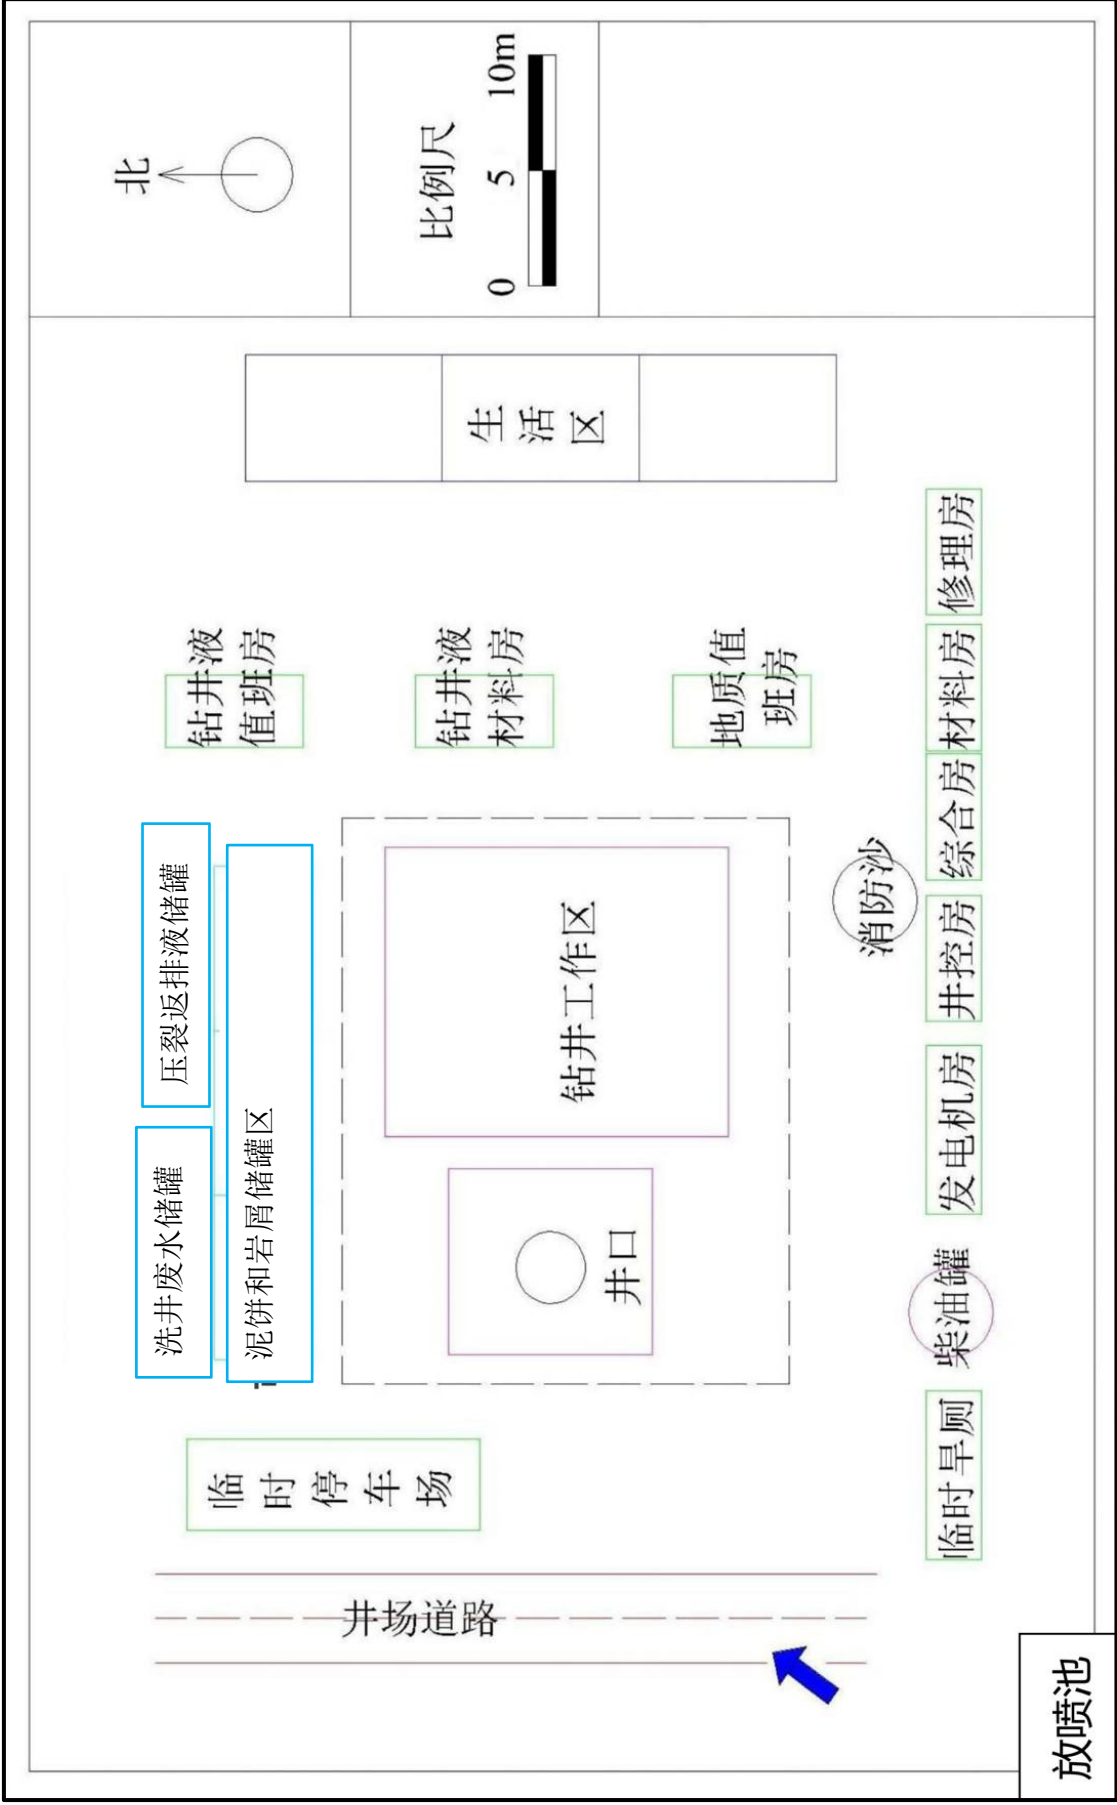 北
比例尺
0 5 10m
生活区
钻井液
值班房
钻井液
材料房
地质值
班房
修理房
材料房
综合房
井控房
发电机房
柴油罐
临时旱厕
消防沙
压裂返排液储罐
洗井废水储罐
泥饼和岩屑储罐区
钻井工作区
井口
临时停车场
井场道路
放喷池